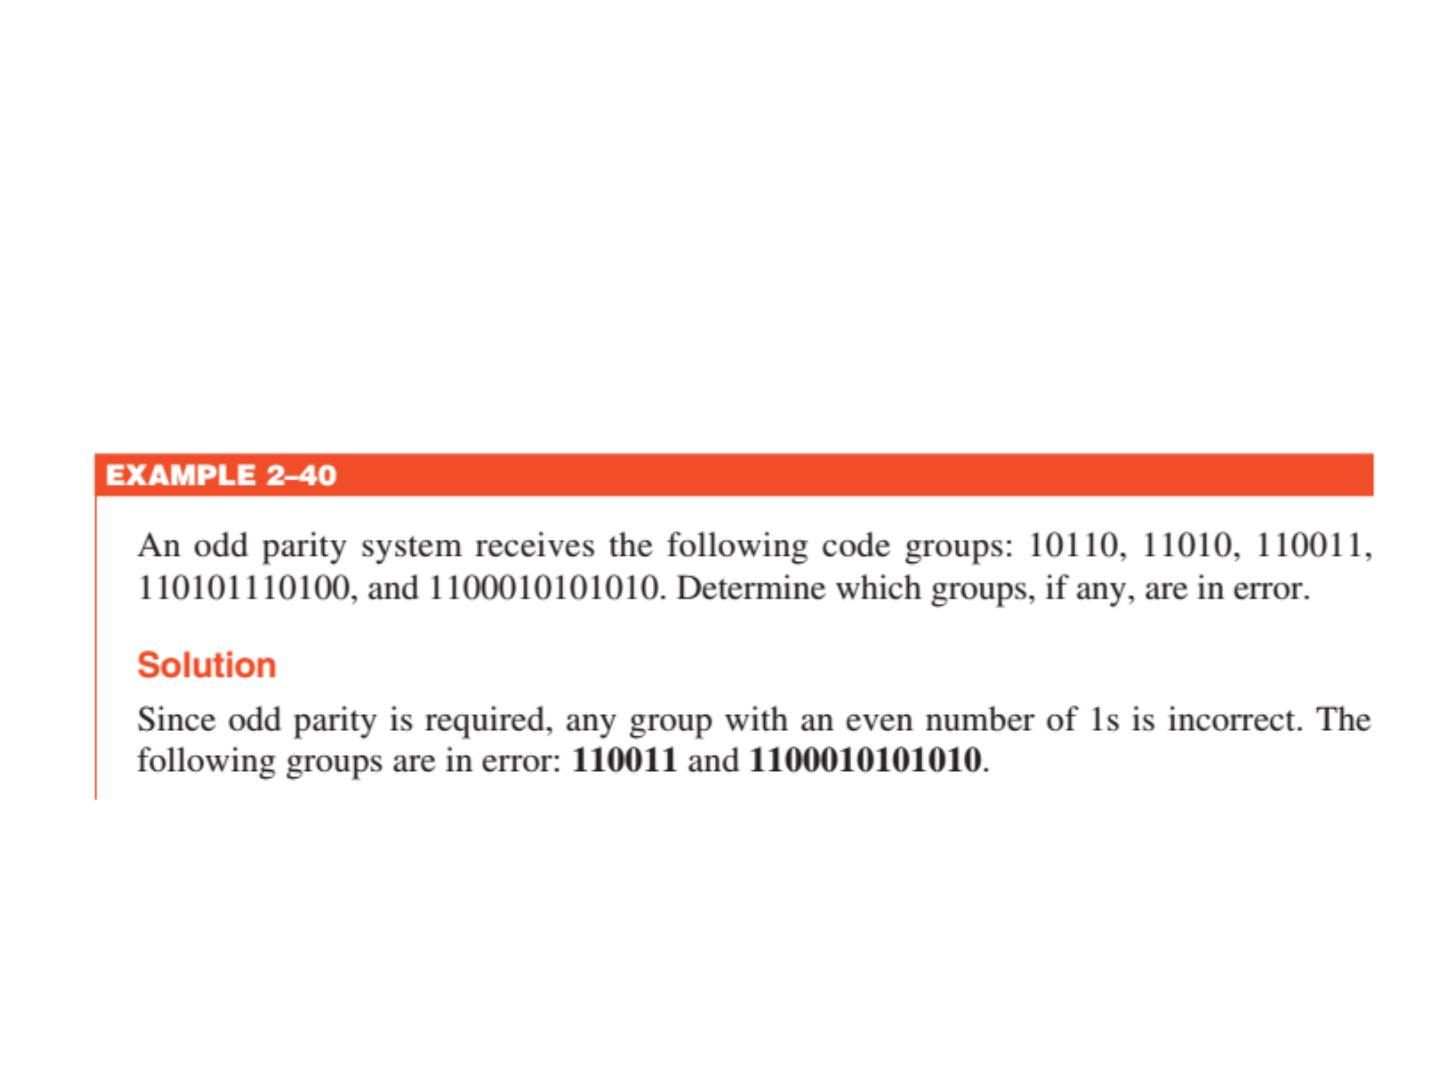 EXAMPLE 2–40
An odd parity system receives the following code groups: 10110, 11010, 110011,
110101110100, and 1100010101010. Determine which groups, if any, are in error.
Solution
Since odd parity is required, any group with an even number of 1s is incorrect. The
following groups are in error: 110011 and 1100010101010.